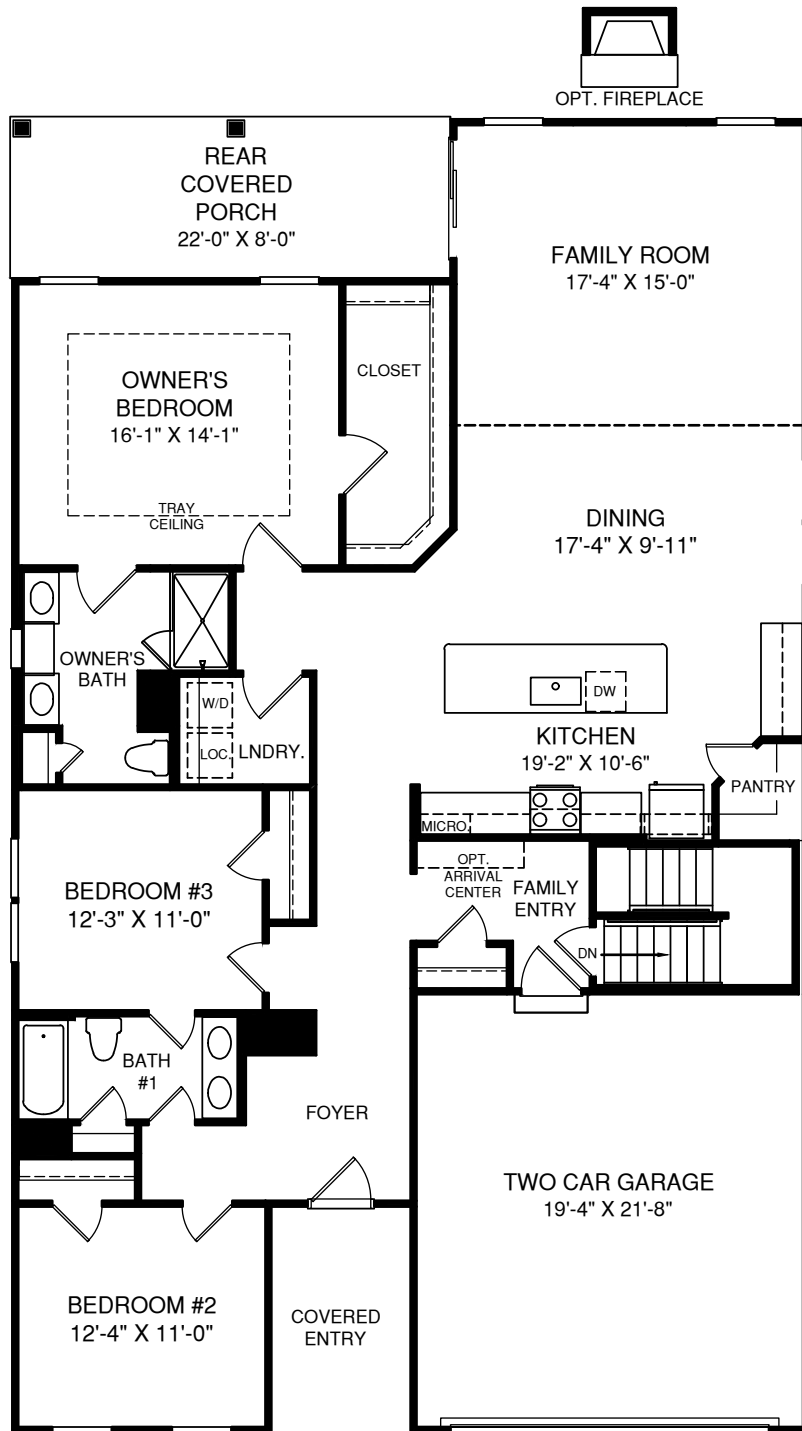 OPT. FIREPLACE
REAR
COVERED
PORCH
22'-0" X 8'-0"
FAMILY ROOM
17'-4" X 15'-0"
CLOSET
OWNER'S
BEDROOM
16'-1" X 14'-1"
TRAY
CEILING
DINING
17'-4" X 9'-11"
OWNER'S
BATH
W/D
LOC.
LNDRY.
DW
KITCHEN
19'-2" X 10'-6"
PANTRY
MICRO.
OPT.
ARRIVAL
CENTER
FAMILY
ENTRY
BEDROOM #3
12'-3" X 11'-0"
DN
BATH
#1
FOYER
TWO CAR GARAGE
19'-4" X 21'-8"
BEDROOM #2
12'-4" X 11'-0"
COVERED
ENTRY